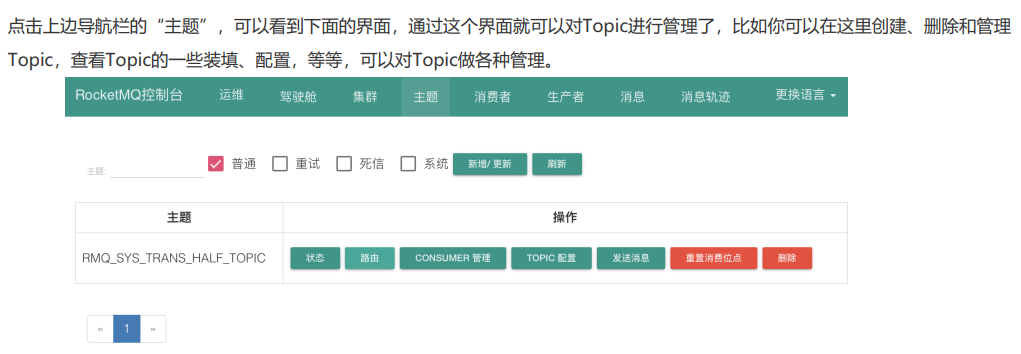 点击上边导航栏的“主题”，可以看到下面的界面，通过这个界面就可以对Topic进行管理了，比如你可以在这里创建、删除和管理
Topic，查看Topic的一些装填、配置，等等，可以对Topic做各种管理。
RocketMQ控制台 运维 驾驶舱 集群 主题 消费者 生产者 消息 消息轨迹 更换语言
主题: 普通 重试 死信 系统 新增/ 更新 刷新
主题 操作
RMQ_SYS_TRANS_HALF_TOPIC 状态 路由 CONSUMER 管理 TOPIC 配置 发送消息 重置消费位点 删除
« 1 »